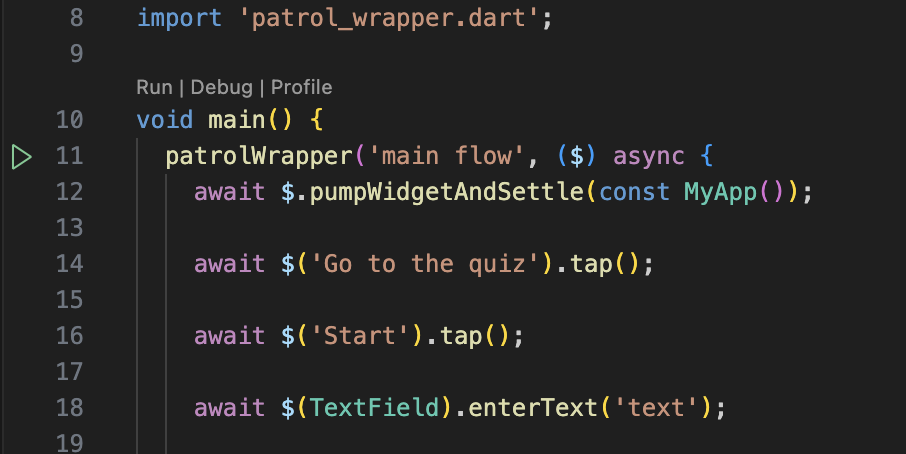 8 import 'patrol_wrapper.dart';
9
Run | Debug | Profile
10 void main() {
11 patrolWrapper('main flow', ($) async {
12 await $.pumpWidgetAndSettle(const MyApp());
13
14 await $('Go to the quiz').tap();
15
16 await $('Start').tap();
17
18 await $(TextField).enterText('text');
19